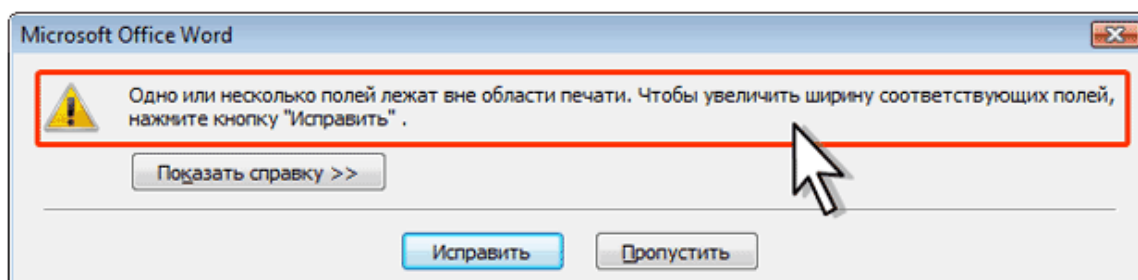 Microsoft Office Word
Одно или несколько полей лежат вне области печати. Чтобы увеличить ширину соответствующих полей,
нажмите кнопку "Исправить" .
Показать справку >>
Исправить
Пропустить